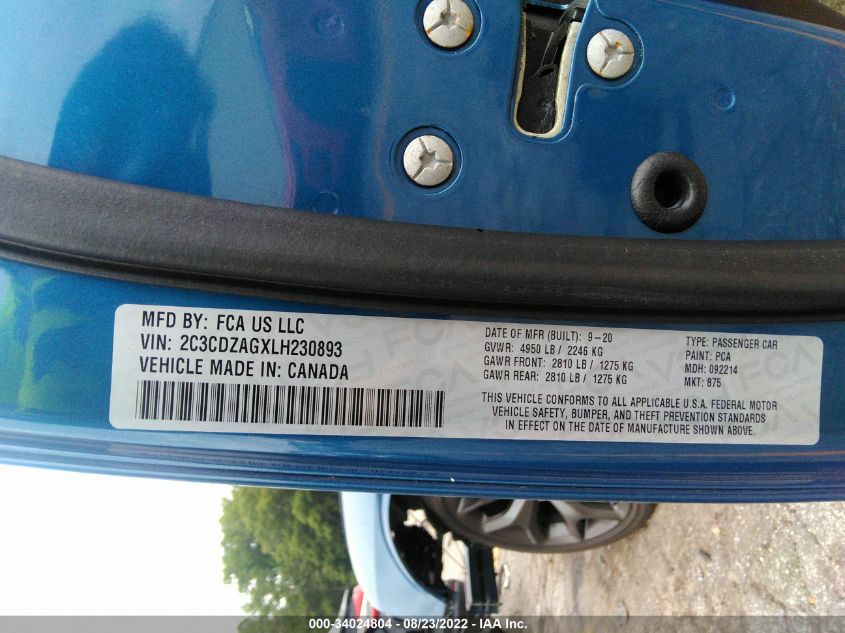 MFD BY: FCA US LLC
VIN: 2C3CDZAGXLH230893
VEHICLE MADE IN: CANADA
DATE OF MFR (BUILT): 9-20
GVWR: 4950 LB / 2246 KG
GAWR FRONT: 2810 LB / 1275 KG
GAWR REAR: 2810 LB / 1275 KG
TYPE: PASSENGER CAR
PAINT: PCA
MDH: 092214
MKT: 875
THIS VEHICLE CONFORMS TO ALL APPLICABLE U.S.A. FEDERAL MOTOR
VEHICLE SAFETY, BUMPER, AND THEFT PREVENTION STANDARDS
IN EFFECT ON THE DATE OF MANUFACTURE SHOWN ABOVE.
000-34024804 - 08/23/2022 -